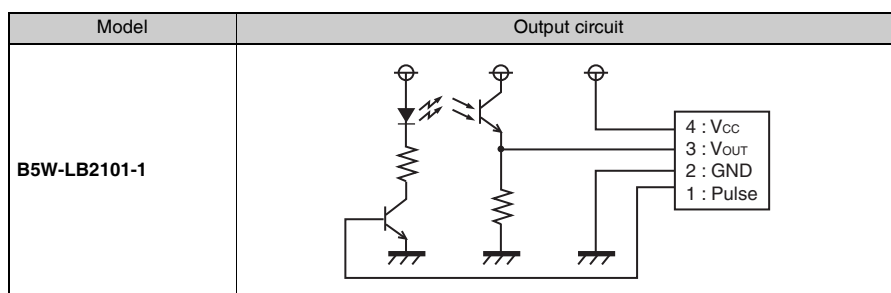 Model Output circuit
B5W-LB2101-1
4 : Vcc
3 : VOUT
2 : GND
1 : Pulse